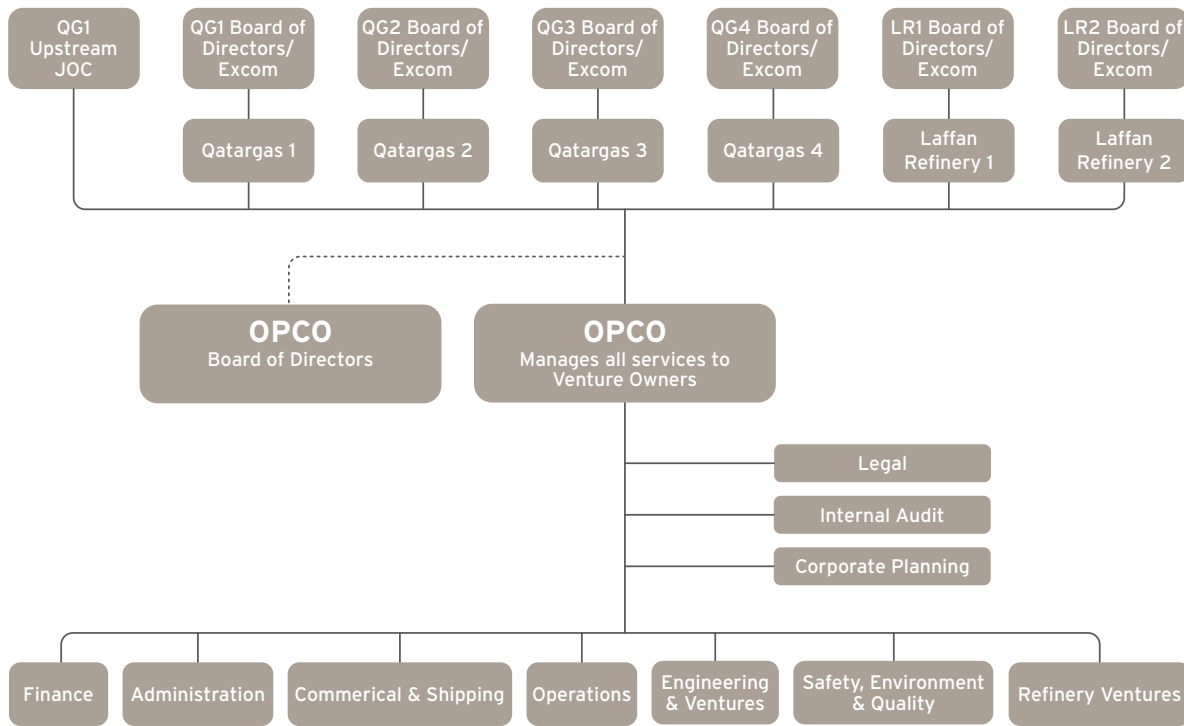 QG1
Upstream
JOC
QG1 Board of
Directors/
Excom
QG2 Board of
Directors/
Excom
QG3 Board of
Directors/
Excom
QG4 Board of
Directors/
Excom
LR1 Board of
Directors/
Excom
LR2 Board of
Directors/
Excom
Qatargas 1
Qatargas 2
Qatargas 3
Qatargas 4
Laffan
Refinery 1
Laffan
Refinery 2
OPCO
Board of Directors
OPCO
Manages all services to
Venture Owners
Legal
Internal Audit
Corporate Planning
Finance
Administration
Commerical & Shipping
Operations
Engineering
& Ventures
Safety, Environment
& Quality
Refinery Ventures